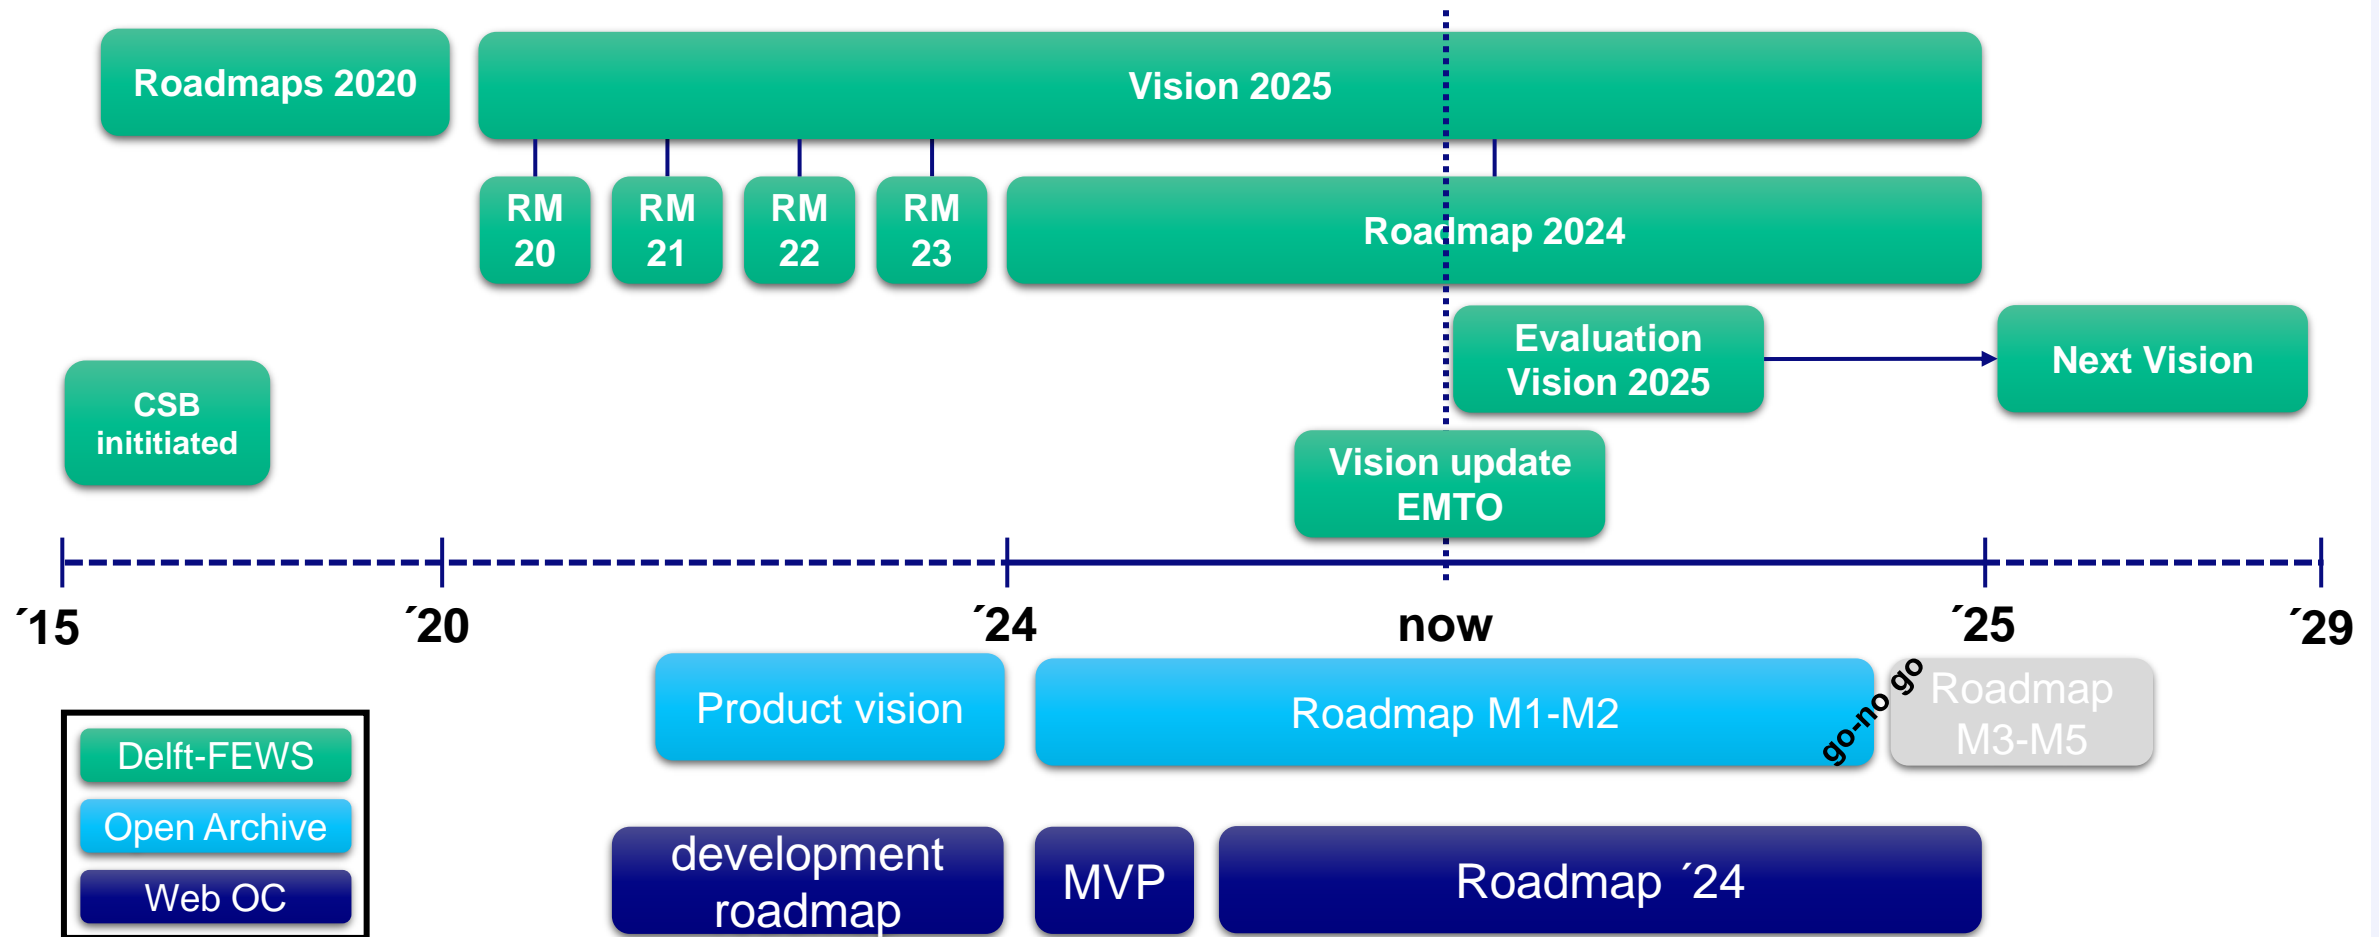 Roadmaps 2020
Vision 2025
RM
20
RM
21
RM
22
RM
23
Roadmap 2024
Evaluation
Vision 2025
Next Vision
CSB
inititiated
Vision update
EMTO
´15
´20
´24
now
´25
´29
Product vision
Roadmap M1-M2
go-no go
Roadmap
M3-M5
Delft-FEWS
Open Archive
Web OC
development
roadmap
MVP
Roadmap ´24